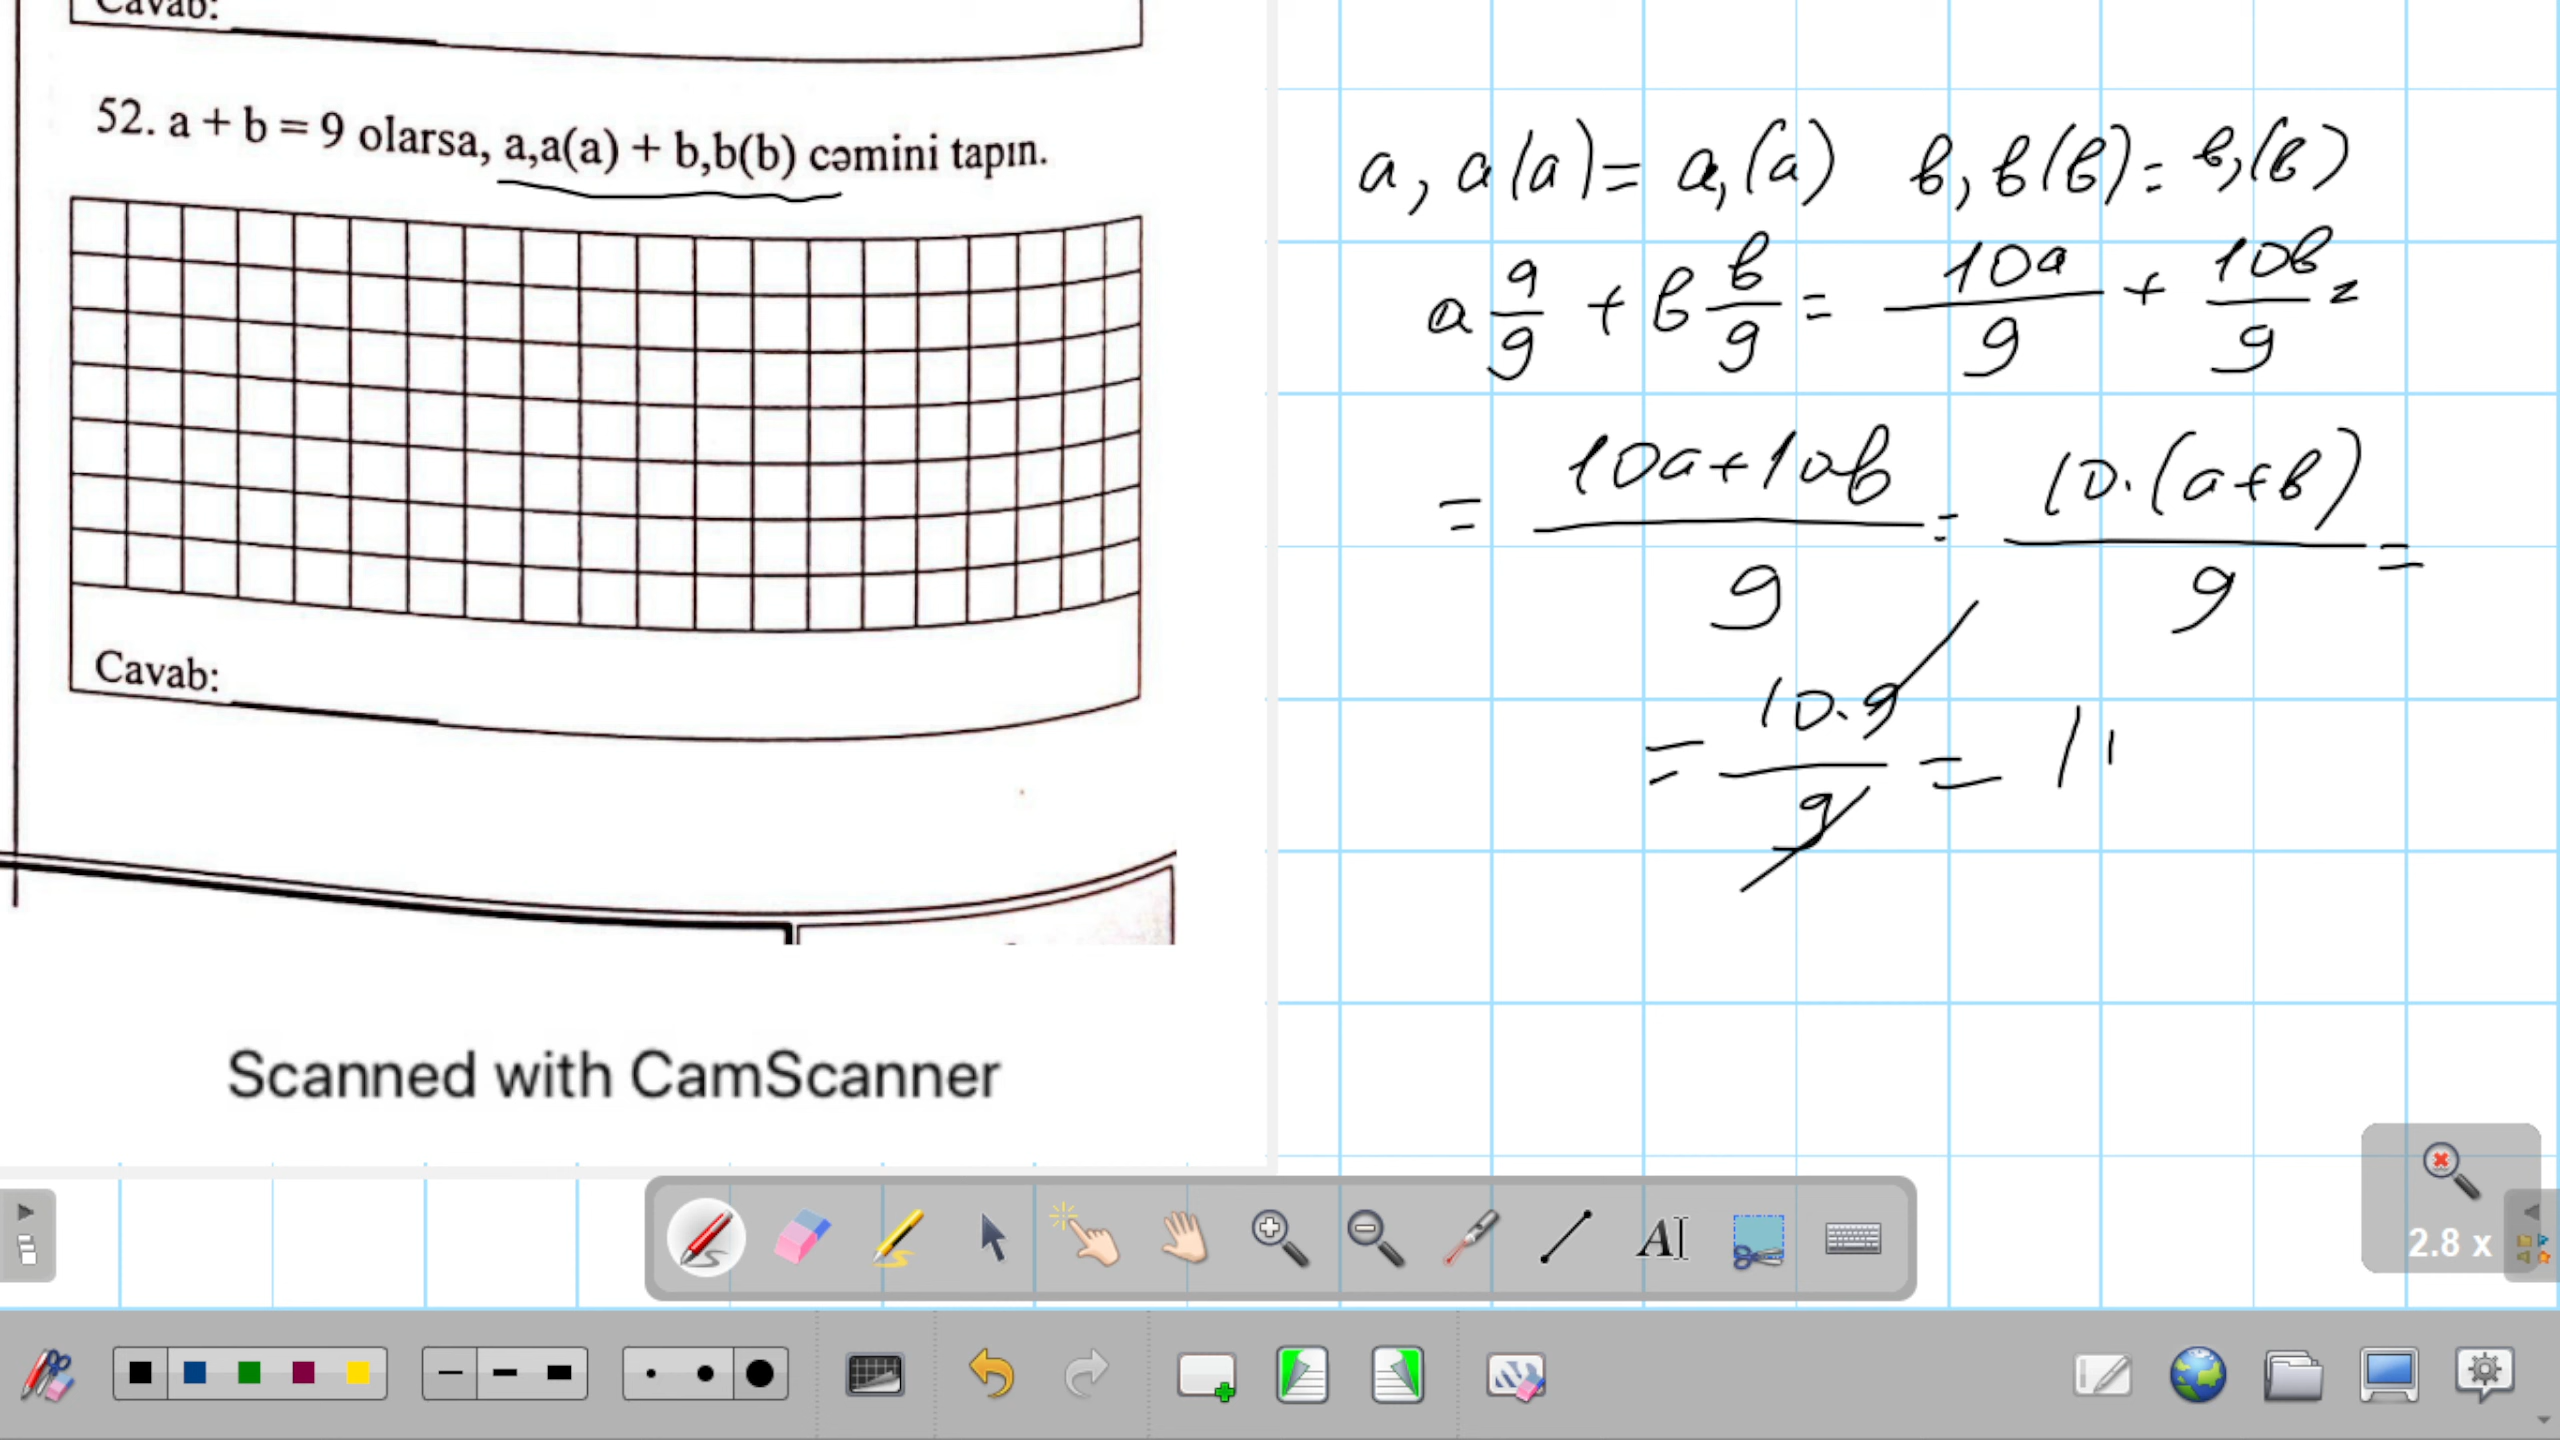 Cavab:
52. a + b = 9 olarsa, a,a(a) + b,b(b) cəmini tapın.
Cavab:
Scanned with CamScanner
a, a(a) = a,(a) b, b(b) = b,(b)
a a/9 + b b/9 = 10a/9 + 10b/9 =
= 10a+10b/9 = 10·(a+b)/9 =
= 10·9/9 = 1
2.8 x